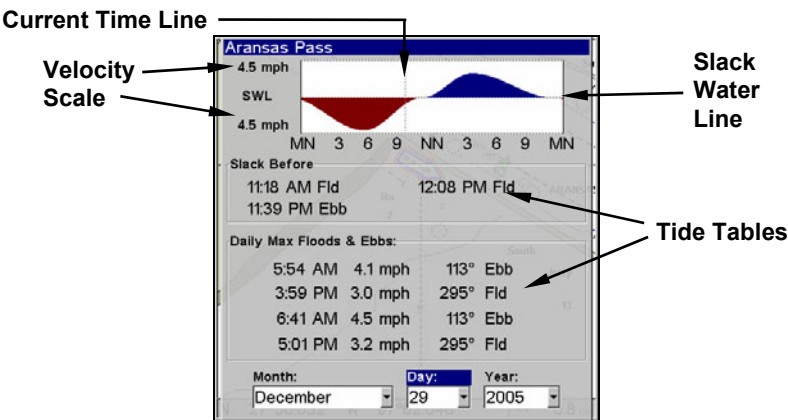 Current Time Line
Aransas Pass
Velocity
Scale
4.5 mph
SWL
4.5 mph
MN 3 6 9 NN 3 6 9 MN
Slack
Water
Line
Slack Before
11:18 AM Fld 12:08 PM Fld
11:39 PM Ebb
Tide Tables
Daily Max Floods & Ebbs:
5:54 AM 4.1 mph 113° Ebb
3:59 PM 3.0 mph 295° Fld
6:41 AM 4.5 mph 113° Ebb
5:01 PM 3.2 mph 295° Fld
South
Month: Day: Year:
December 29 2005